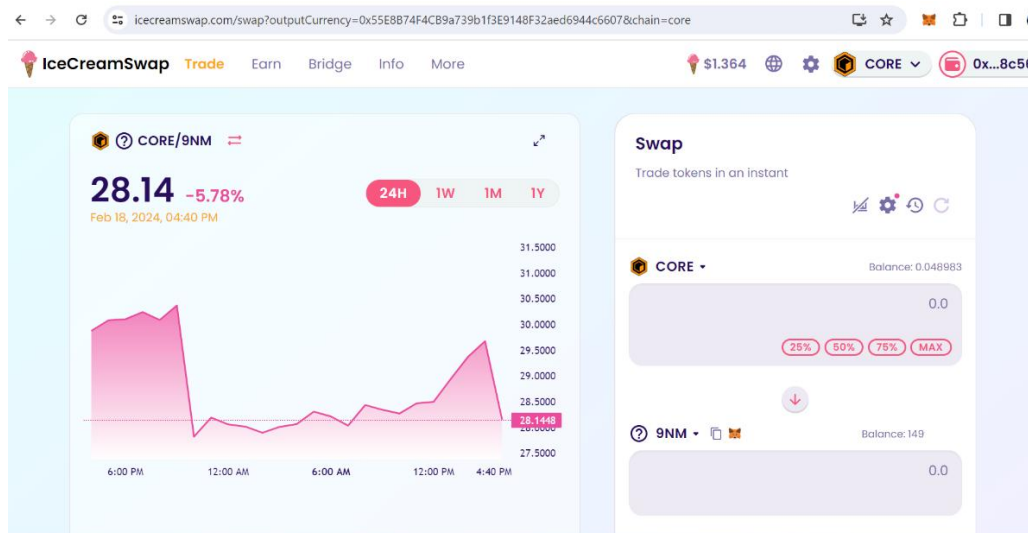 icecreamswap.com/swap?outputCurrency=0x55E8B74F4CB9a739b1f3E9148F32aed6944c6607&chain=core
IceCreamSwap Trade Earn Bridge Info More $1.364 CORE 0x...8c56
CORE/9NM
28.14 -5.78%
Feb 18, 2024, 04:40 PM
24H 1W 1M 1Y
31.5000
31.0000
30.5000
30.0000
29.5000
29.0000
28.5000
28.1448
28.0000
27.5000
6:00 PM 12:00 AM 6:00 AM 12:00 PM 4:40 PM
Swap
Trade tokens in an instant
CORE Balance: 0.048983
0.0
25% 50% 75% MAX
9NM Balance: 149
0.0